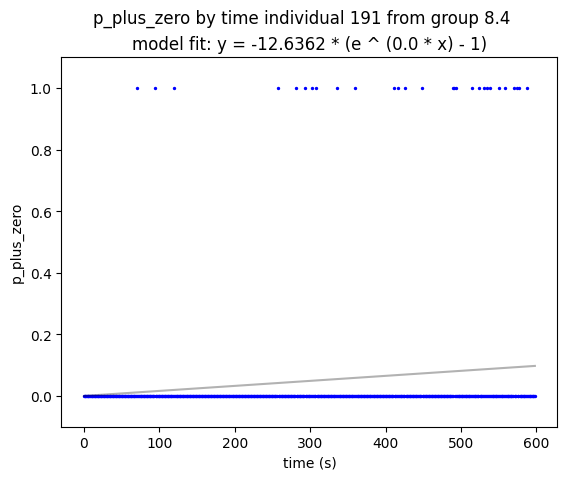 p_plus_zero by time individual 191 from group 8.4
model fit: y = -12.6362 * (e ^ (0.0 * x) - 1)
1.0
0.8
0.6
0.4
0.2
0.0
p_plus_zero
0 100 200 300 400 500 600
time (s)